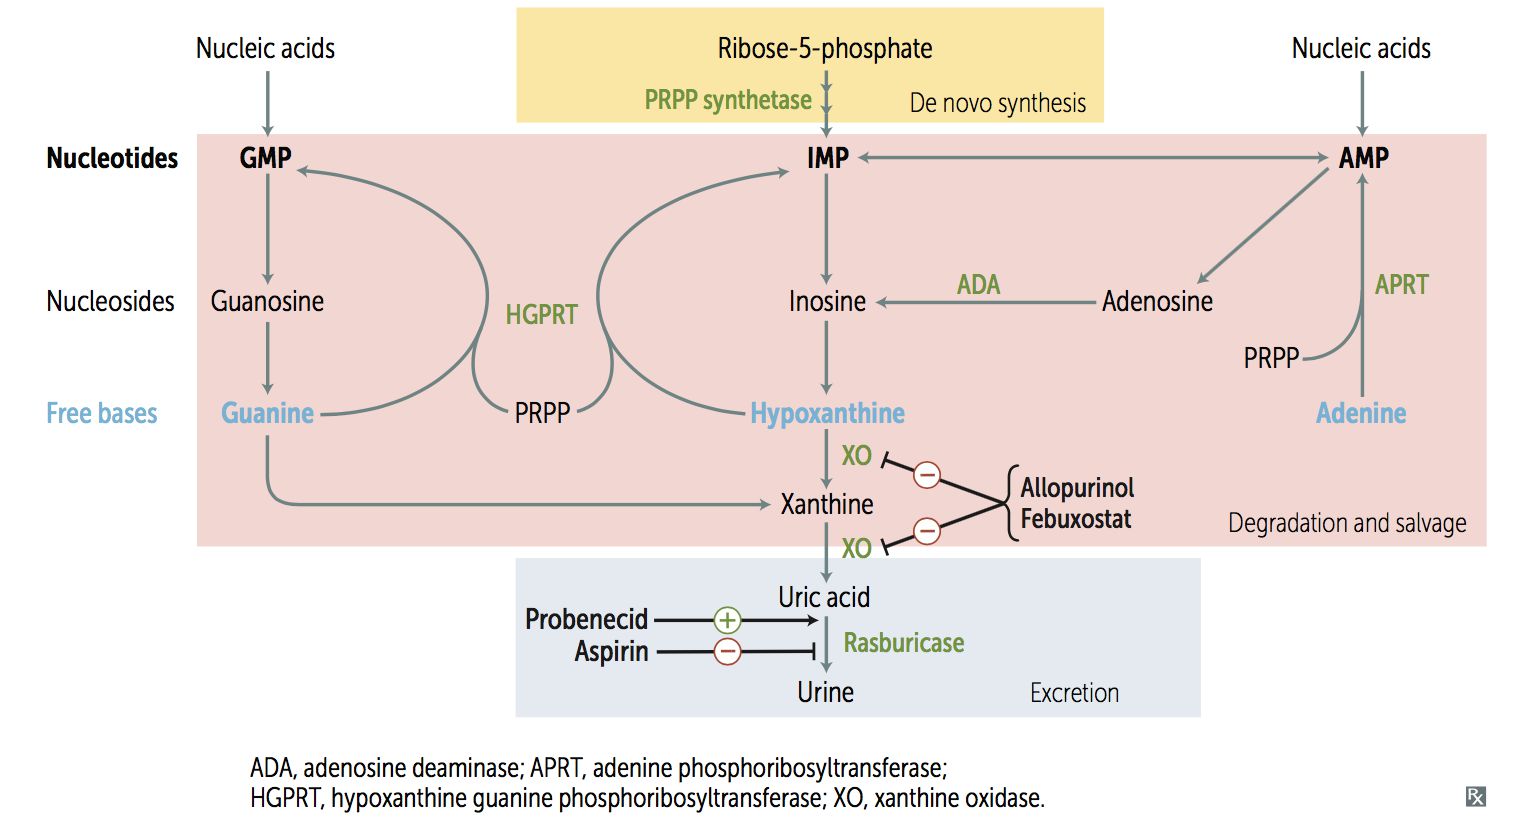 Nucleic acids
Ribose-5-phosphate
Nucleic acids
PRPP synthetase
De novo synthesis
Nucleotides
GMP
IMP
AMP
HGPRT
ADA
APRT
Nucleosides
Guanosine
Inosine
Adenosine
PRPP
Free bases
Guanine
PRPP
Hypoxanthine
Adenine
XO
−
Allopurinol
Febuxostat
Xanthine
−
Degradation and salvage
XO
Uric acid
Probenecid
+
Aspirin
−
Rasburicase
Urine
Excretion
ADA, adenosine deaminase; APRT, adenine phosphoribosyltransferase;
HGPRT, hypoxanthine guanine phosphoribosyltransferase; XO, xanthine oxidase.
Rx